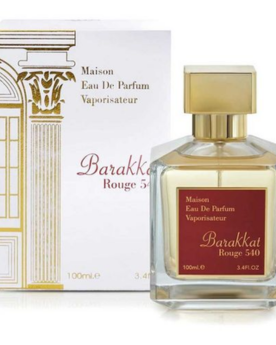 Maison
Eau De Parfum
Vaporisateur
Barakkat
Rouge 540
100mL℮ 3.4F
Maison
Eau De Parfum
Vaporisateur
Barakkat
Rouge 540
100mL℮ 3.4FL.OZ